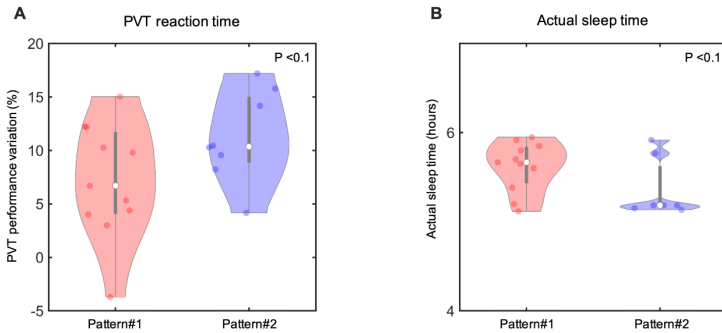 A
PVT reaction time
P <0.1
PVT performance variation (%)
20
15
10
5
0
-5
Pattern#1
Pattern#2
B
Actual sleep time
P <0.1
Actual sleep time (hours)
6
4
Pattern#1
Pattern#2